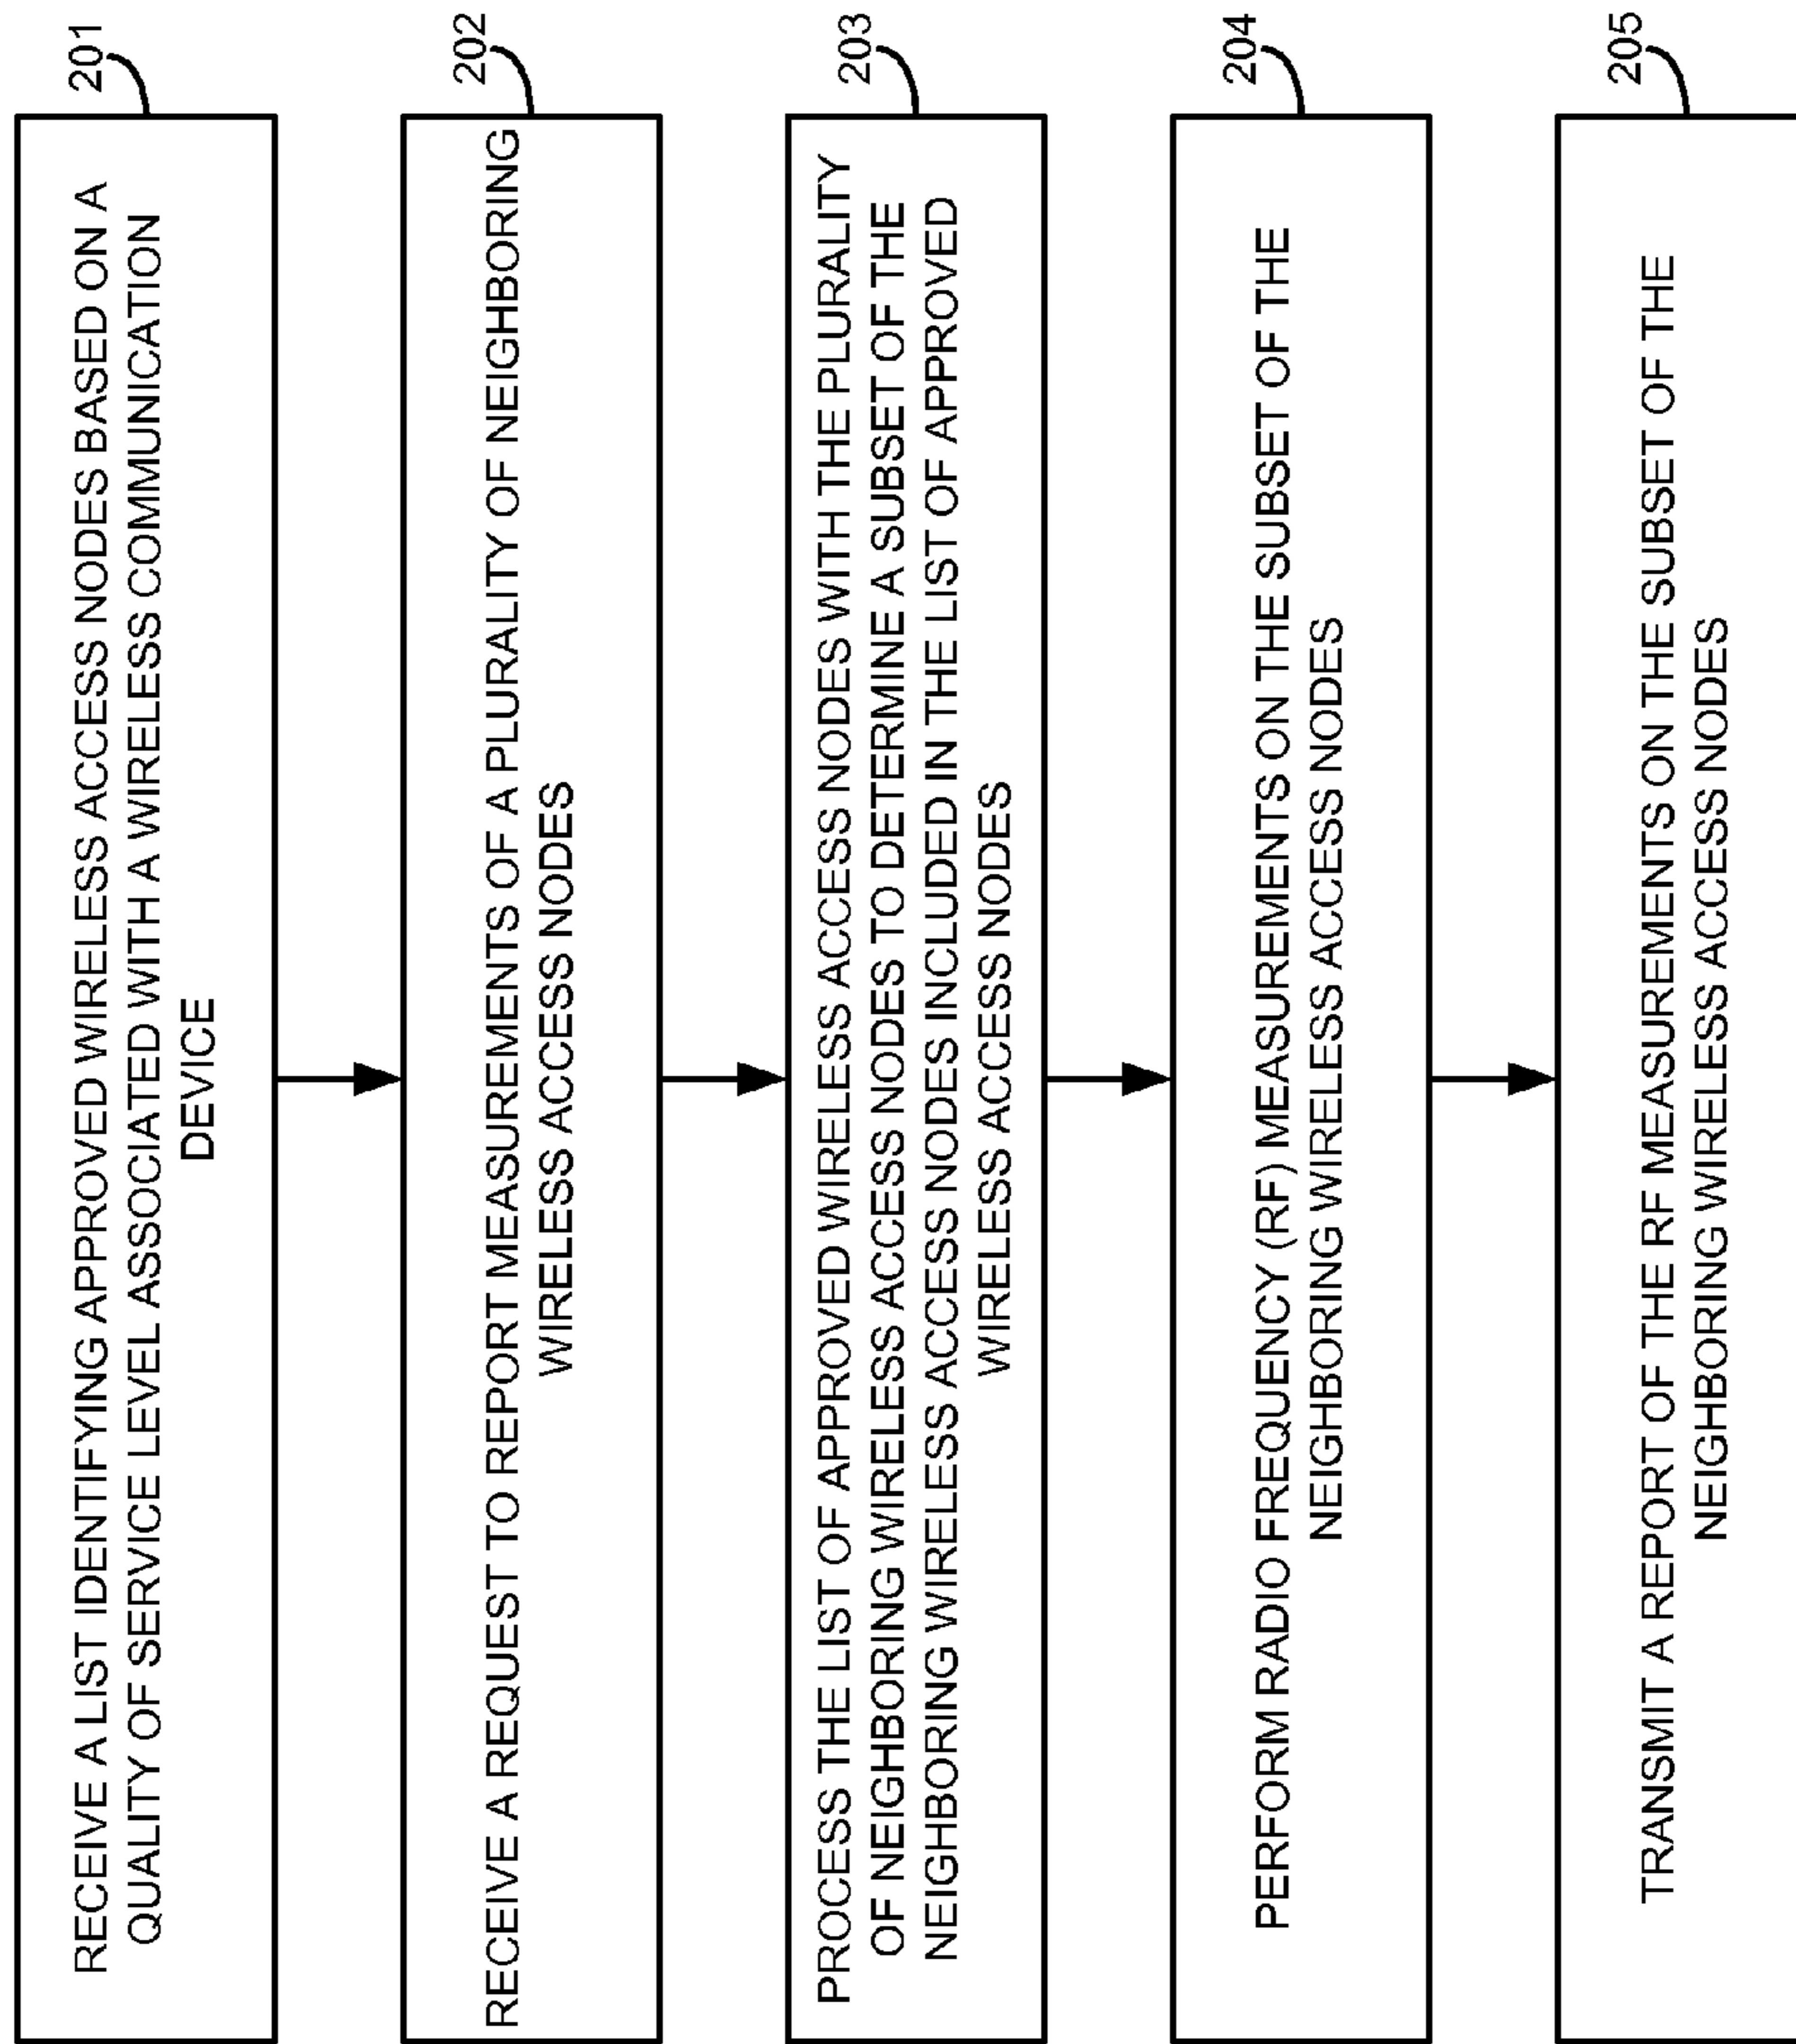 201
RECEIVE A LIST IDENTIFYING APPROVED WIRELESS ACCESS NODES BASED ON A
QUALITY OF SERVICE LEVEL ASSOCIATED WITH A WIRELESS COMMUNICATION
DEVICE
202
RECEIVE A REQUEST TO REPORT MEASUREMENTS OF A PLURALITY OF NEIGHBORING
WIRELESS ACCESS NODES
203
PROCESS THE LIST OF APPROVED WIRELESS ACCESS NODES WITH THE PLURALITY
OF NEIGHBORING WIRELESS ACCESS NODES TO DETERMINE A SUBSET OF THE
NEIGHBORING WIRELESS ACCESS NODES INCLUDED IN THE LIST OF APPROVED
WIRELESS ACCESS NODES
204
PERFORM RADIO FREQUENCY (RF) MEASUREMENTS ON THE SUBSET OF THE
NEIGHBORING WIRELESS ACCESS NODES
205
TRANSMIT A REPORT OF THE RF MEASUREMENTS ON THE SUBSET OF THE
NEIGHBORING WIRELESS ACCESS NODES